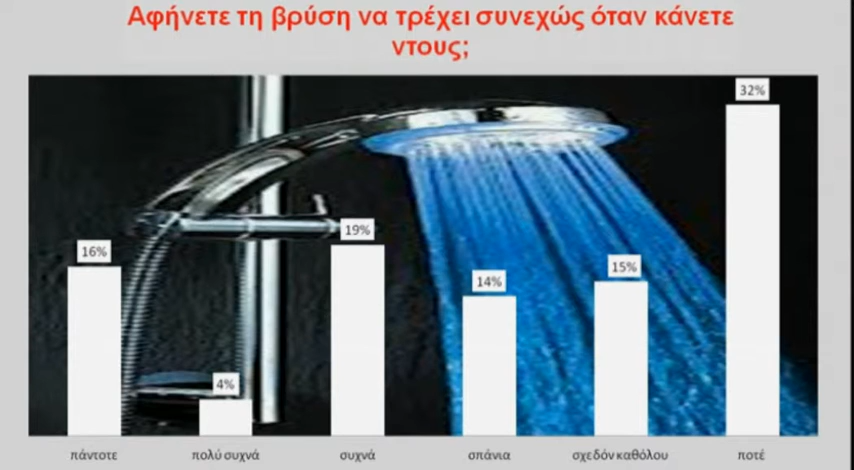 Αφήνετε τη βρύση να τρέχει συνεχώς όταν κάνετε
ντους;
32%
19%
16%
15%
14%
4%
πάντοτε πολύ συχνά συχνά σπάνια σχεδόν καθόλου ποτέ